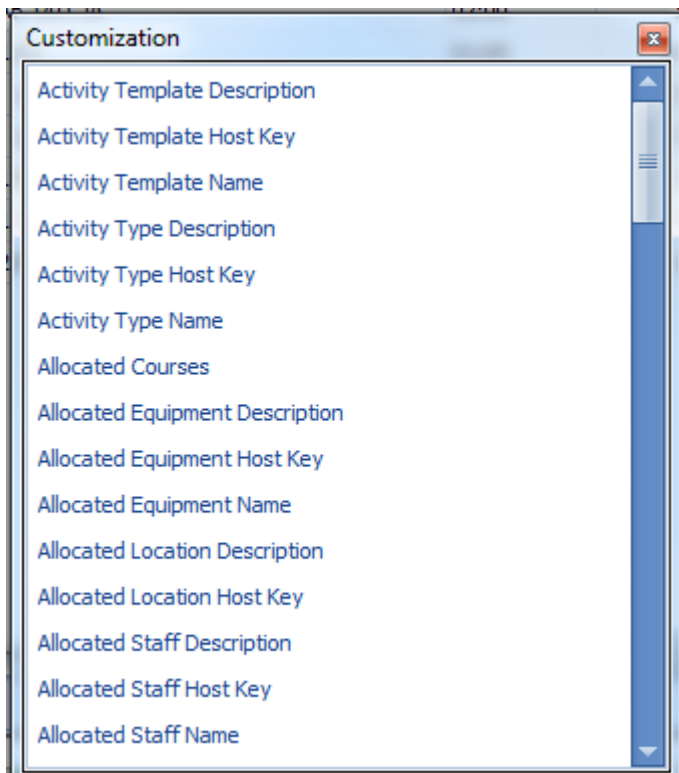 Customization
Activity Template Description
Activity Template Host Key
Activity Template Name
Activity Type Description
Activity Type Host Key
Activity Type Name
Allocated Courses
Allocated Equipment Description
Allocated Equipment Host Key
Allocated Equipment Name
Allocated Location Description
Allocated Location Host Key
Allocated Staff Description
Allocated Staff Host Key
Allocated Staff Name